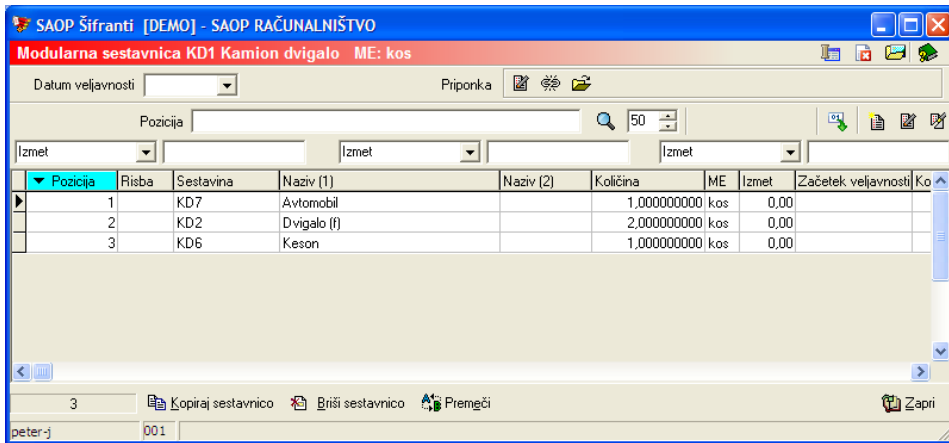 SAOP Šifranti [DEMO] - SAOP RAČUNALNIŠTVO
Modularna sestavnica KD1 Kamion dvigalo ME: kos
Datum veljavnosti Priponka
Pozicija 50
Izmet Izmet Izmet
Pozicija Risba Sestavina Naziv (1) Naziv (2) Količina ME Izmet Začetek veljavnosti Ko
1 KD7 Avtomobil 1,000000000 kos 0,00
2 KD2 Dvigalo (f) 2,000000000 kos 0,00
3 KD6 Keson 1,000000000 kos 0,00
3 Kopiraj sestavnico Briši sestavnico Premeči Zapri
peter-j 001